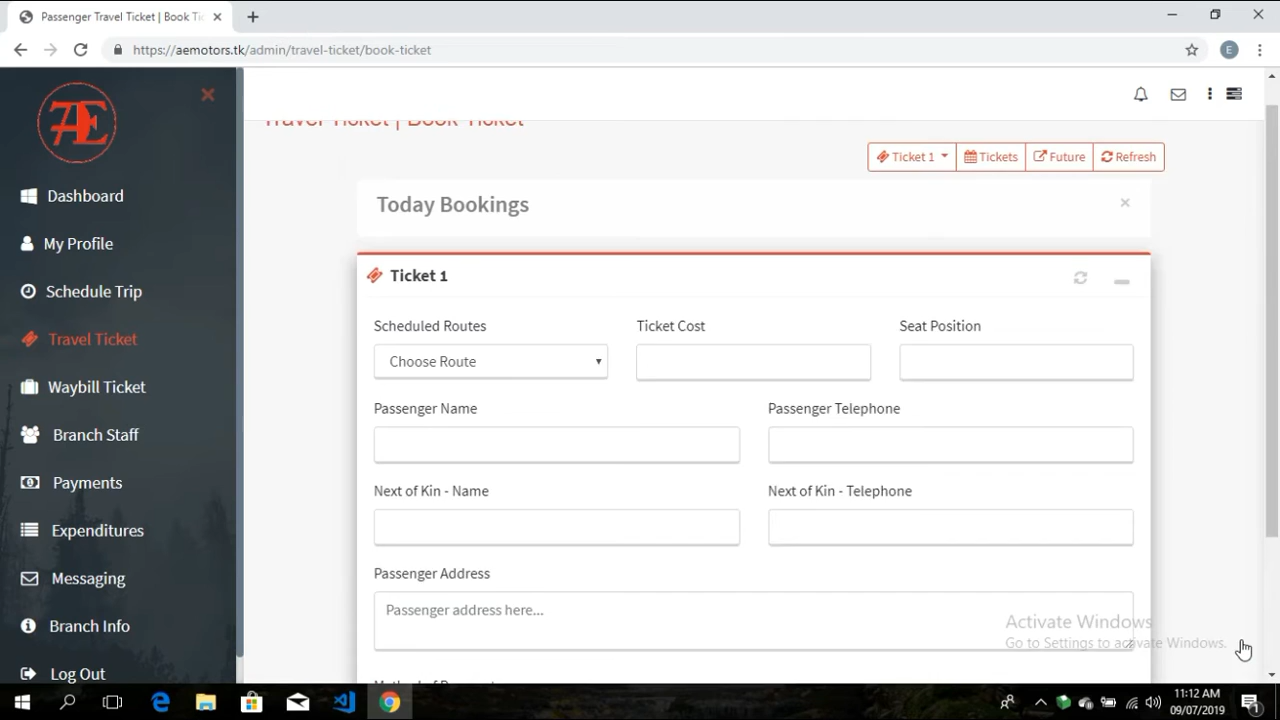 Passenger Travel Ticket | Book Tic
https://aemotors.tk/admin/travel-ticket/book-ticket
E
AE
Travel Ticket | Book Ticket
Ticket 1
Tickets
Future
Refresh
Dashboard
My Profile
Schedule Trip
Travel Ticket
Waybill Ticket
Branch Staff
Payments
Expenditures
Messaging
Branch Info
Log Out
Today Bookings
Ticket 1
Scheduled Routes
Ticket Cost
Seat Position
Choose Route
Passenger Name
Passenger Telephone
Next of Kin - Name
Next of Kin - Telephone
Passenger Address
Passenger address here...
Activate Windows
Go to Settings to activate Windows.
11:12 AM
09/07/2019
1